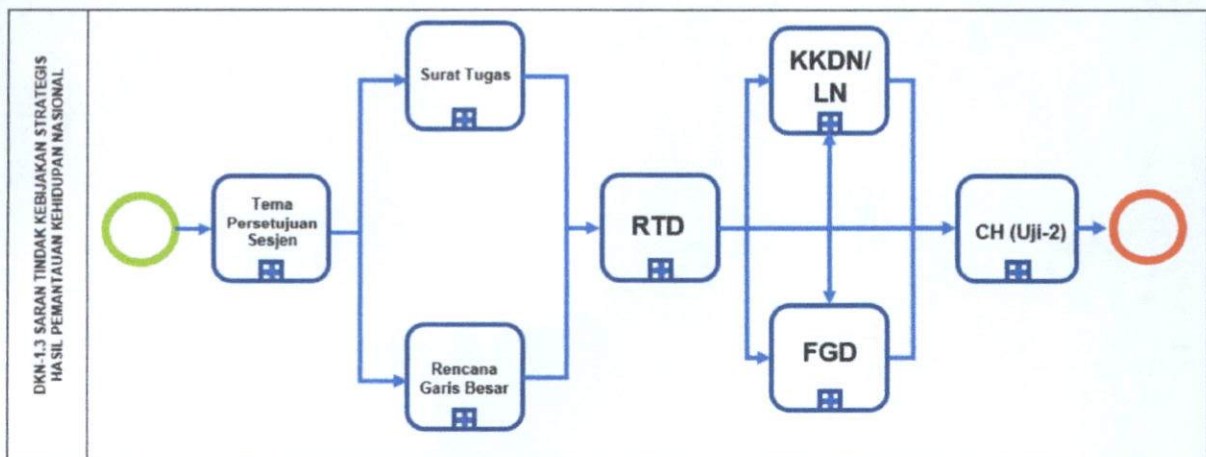 DKN-1.3 SARAN TINDAK KEBIJAKAN STRATEGIS
HASIL PEMANTAUAN KEHIDUPAN NASIONAL
Tema
Persetujuan
Sesjen
Surat Tugas
Rencana
Garis Besar
RTD
KKDN/
LN
FGD
CH (Uji-2)